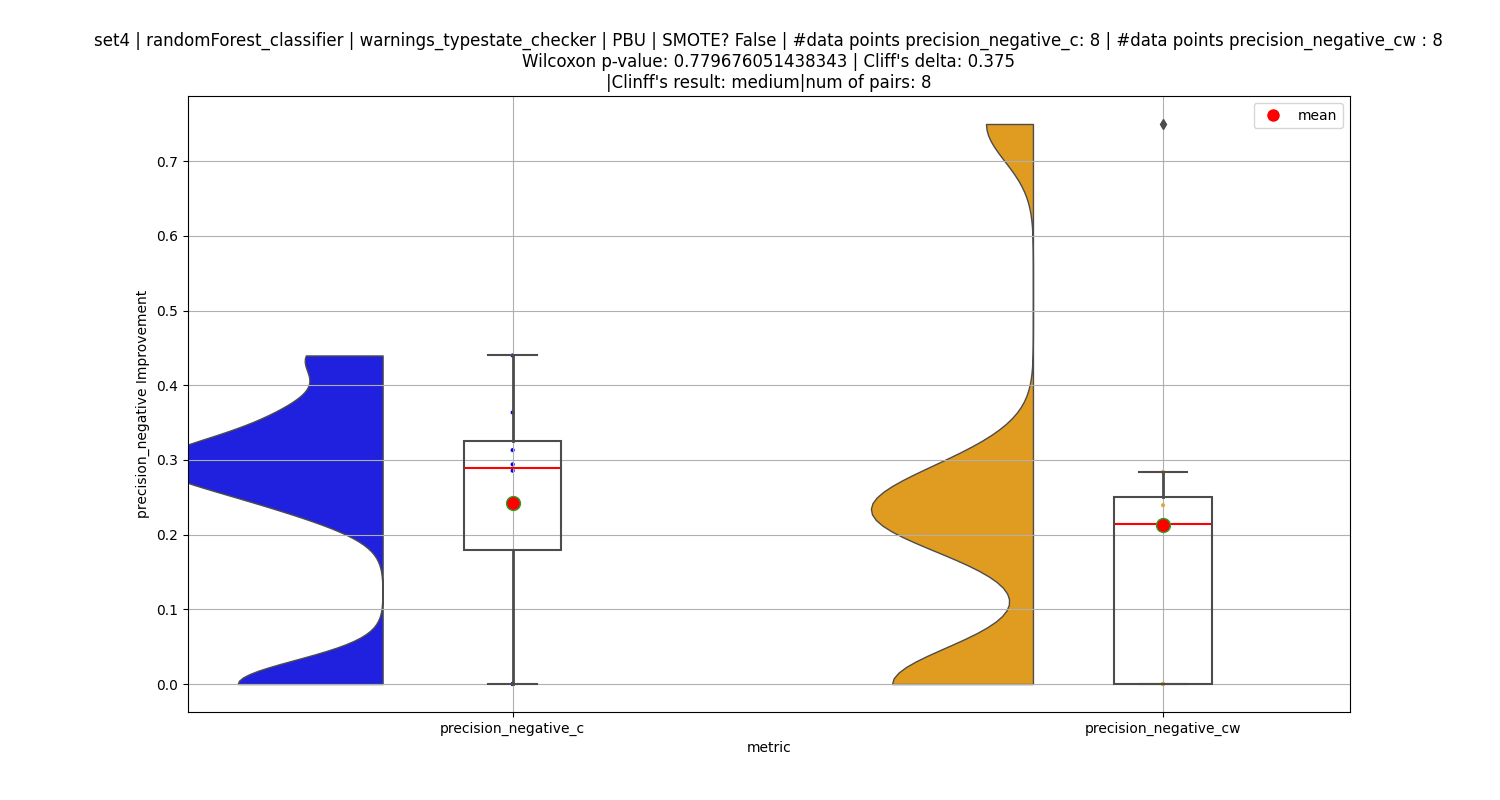 set4 | randomForest_classifier | warnings_typestate_checker | PBU | SMOTE? False | #data points precision_negative_c: 8 | #data points precision_negative_cw : 8
Wilcoxon p-value: 0.779676051438343 | Cliff's delta: 0.375
|Clinff's result: medium|num of pairs: 8
mean
0.7
0.6
0.5
0.4
0.3
0.2
0.1
0.0
precision_negative Improvement
precision_negative_c
precision_negative_cw
metric